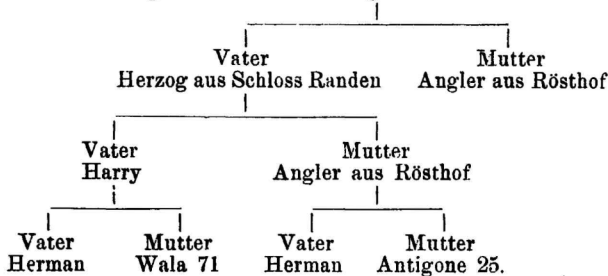 Vater Mutter
Herzog aus Schloss Randen Angler aus Rösthof
Vater Mutter
Harry Angler aus Rösthof
Vater Mutter Vater Mutter
Herman Wala 71 Herman Antigone 25.